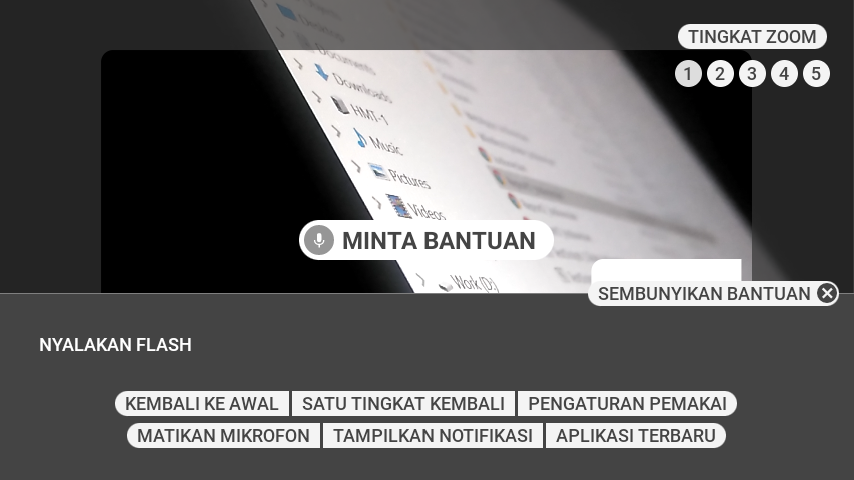 Desktop
Documents
Downloads
HMT-1
Music
Pictures
Videos
Work (D:)
TINGKAT ZOOM
1 2 3 4 5
MINTA BANTUAN
SEMBUNYIKAN BANTUAN
NYALAKAN FLASH
KEMBALI KE AWAL SATU TINGKAT KEMBALI PENGATURAN PEMAKAI
MATIKAN MIKROFON TAMPILKAN NOTIFIKASI APLIKASI TERBARU